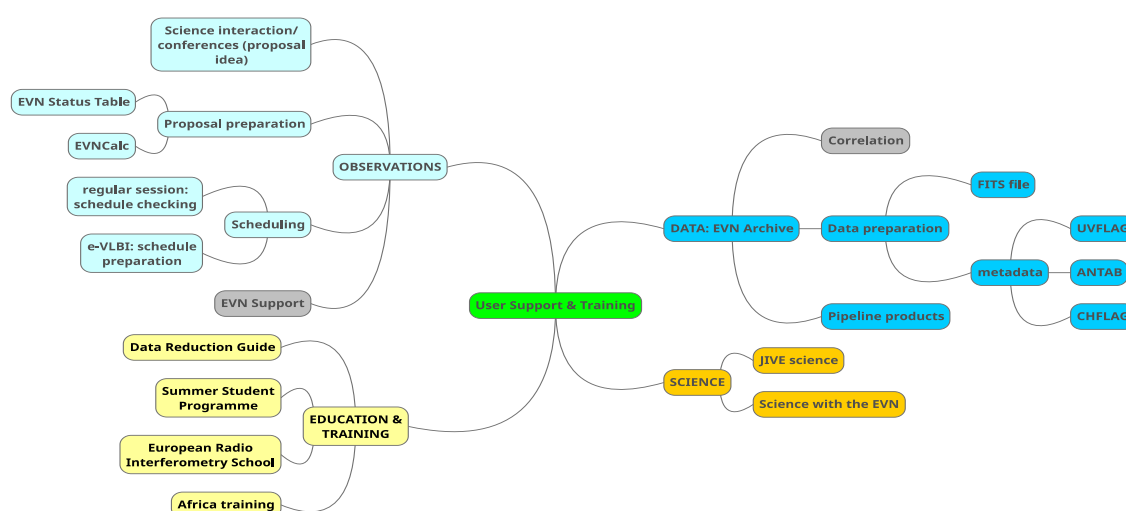 Science interaction/
conferences (proposal
idea)
EVN Status Table
Proposal preparation
EVNCalc
OBSERVATIONS
regular session:
schedule checking
Scheduling
e-VLBI: schedule
preparation
EVN Support
User Support & Training
Data Reduction Guide
Summer Student
Programme
EDUCATION &
TRAINING
European Radio
Interferometry School
Africa training
Correlation
FITS file
DATA: EVN Archive
Data preparation
UVFLAG
metadata
ANTAB
CHFLAG
Pipeline products
JIVE science
SCIENCE
Science with the EVN